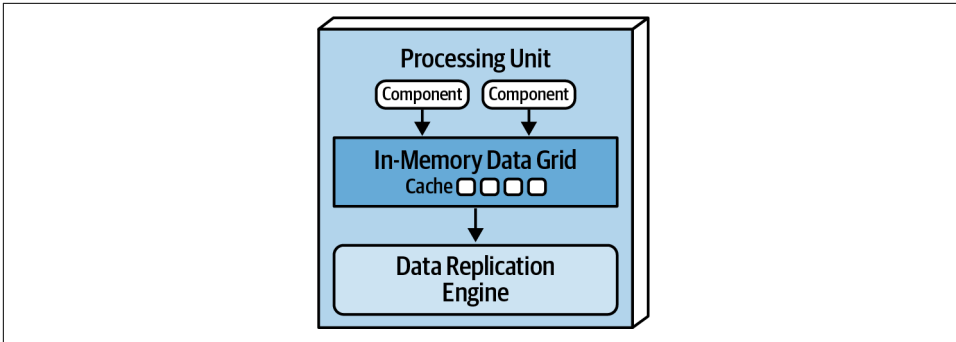 Processing Unit
Component Component
In-Memory Data Grid
Cache
Data Replication
Engine